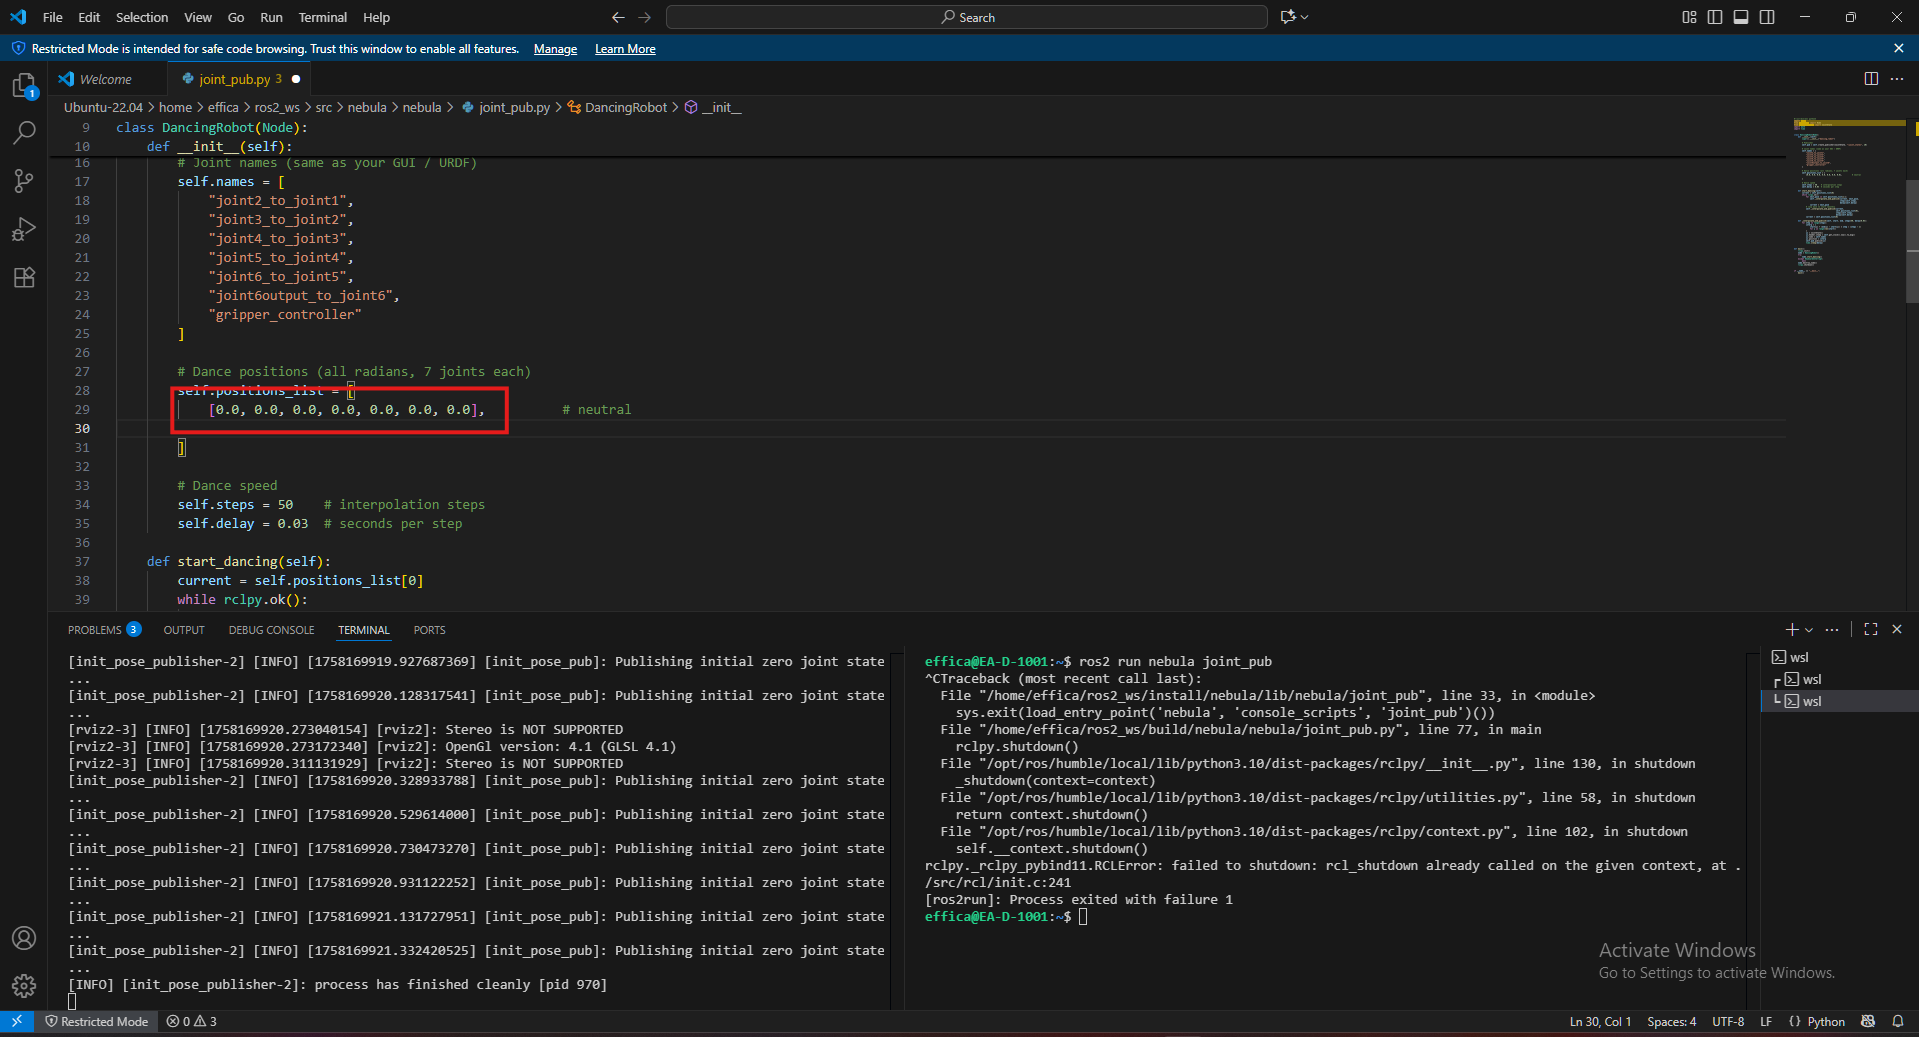 File Edit Selection View Go Run Terminal Help
Search
Restricted Mode is intended for safe code browsing. Trust this window to enable all features. Manage Learn More
Welcome
joint_pub.py 3
1
Ubuntu-22.04 > home > effica > ros2_ws > src > nebula > nebula > joint_pub.py > DancingRobot > __init__
9 class DancingRobot(Node):
10 def __init__(self):
16 # Joint names (same as your GUI / URDF)
17 self.names = [
18 "joint2_to_joint1",
19 "joint3_to_joint2",
20 "joint4_to_joint3",
21 "joint5_to_joint4",
22 "joint6_to_joint5",
23 "joint6output_to_joint6",
24 "gripper_controller"
25 ]
26
27 # Dance positions (all radians, 7 joints each)
28 self.positions_list = [
29 [0.0, 0.0, 0.0, 0.0, 0.0, 0.0, 0.0], # neutral
30
31 ]
32
33 # Dance speed
34 self.steps = 50 # interpolation steps
35 self.delay = 0.03 # seconds per step
36
37 def start_dancing(self):
38 current = self.positions_list[0]
39 while rclpy.ok():
PROBLEMS 3 OUTPUT DEBUG CONSOLE TERMINAL PORTS
[init_pose_publisher-2] [INFO] [1758169919.927687369] [init_pose_pub]: Publishing initial zero joint state
...
[init_pose_publisher-2] [INFO] [1758169920.128317541] [init_pose_pub]: Publishing initial zero joint state
...
[rviz2-3] [INFO] [1758169920.273040154] [rviz2]: Stereo is NOT SUPPORTED
[rviz2-3] [INFO] [1758169920.273172340] [rviz2]: OpenGl version: 4.1 (GLSL 4.1)
[rviz2-3] [INFO] [1758169920.311131929] [rviz2]: Stereo is NOT SUPPORTED
[init_pose_publisher-2] [INFO] [1758169920.328933788] [init_pose_pub]: Publishing initial zero joint state
...
[init_pose_publisher-2] [INFO] [1758169920.529614000] [init_pose_pub]: Publishing initial zero joint state
...
[init_pose_publisher-2] [INFO] [1758169920.730473270] [init_pose_pub]: Publishing initial zero joint state
...
[init_pose_publisher-2] [INFO] [1758169920.931122252] [init_pose_pub]: Publishing initial zero joint state
...
[init_pose_publisher-2] [INFO] [1758169921.131727951] [init_pose_pub]: Publishing initial zero joint state
...
[init_pose_publisher-2] [INFO] [1758169921.332420525] [init_pose_pub]: Publishing initial zero joint state
...
[INFO] [init_pose_publisher-2]: process has finished cleanly [pid 970]
effica@EA-D-1001:~$ ros2 run nebula joint_pub
^CTraceback (most recent call last):
File "/home/effica/ros2_ws/install/nebula/lib/nebula/joint_pub", line 33, in <module>
sys.exit(load_entry_point('nebula', 'console_scripts', 'joint_pub')())
File "/home/effica/ros2_ws/build/nebula/nebula/joint_pub.py", line 77, in main
rclpy.shutdown()
File "/opt/ros/humble/local/lib/python3.10/dist-packages/rclpy/__init__.py", line 130, in shutdown
_shutdown(context=context)
File "/opt/ros/humble/local/lib/python3.10/dist-packages/rclpy/utilities.py", line 58, in shutdown
return context.shutdown()
File "/opt/ros/humble/local/lib/python3.10/dist-packages/rclpy/context.py", line 102, in shutdown
self.__context.shutdown()
rclpy._rclpy_pybind11.RCLError: failed to shutdown: rcl_shutdown already called on the given context, at .
/src/rcl/init.c:241
[ros2run]: Process exited with failure 1
effica@EA-D-1001:~$
wsl
wsl
wsl
Activate Windows
Go to Settings to activate Windows.
Restricted Mode 0 3
Ln 30, Col 1 Spaces: 4 UTF-8 LF {} Python